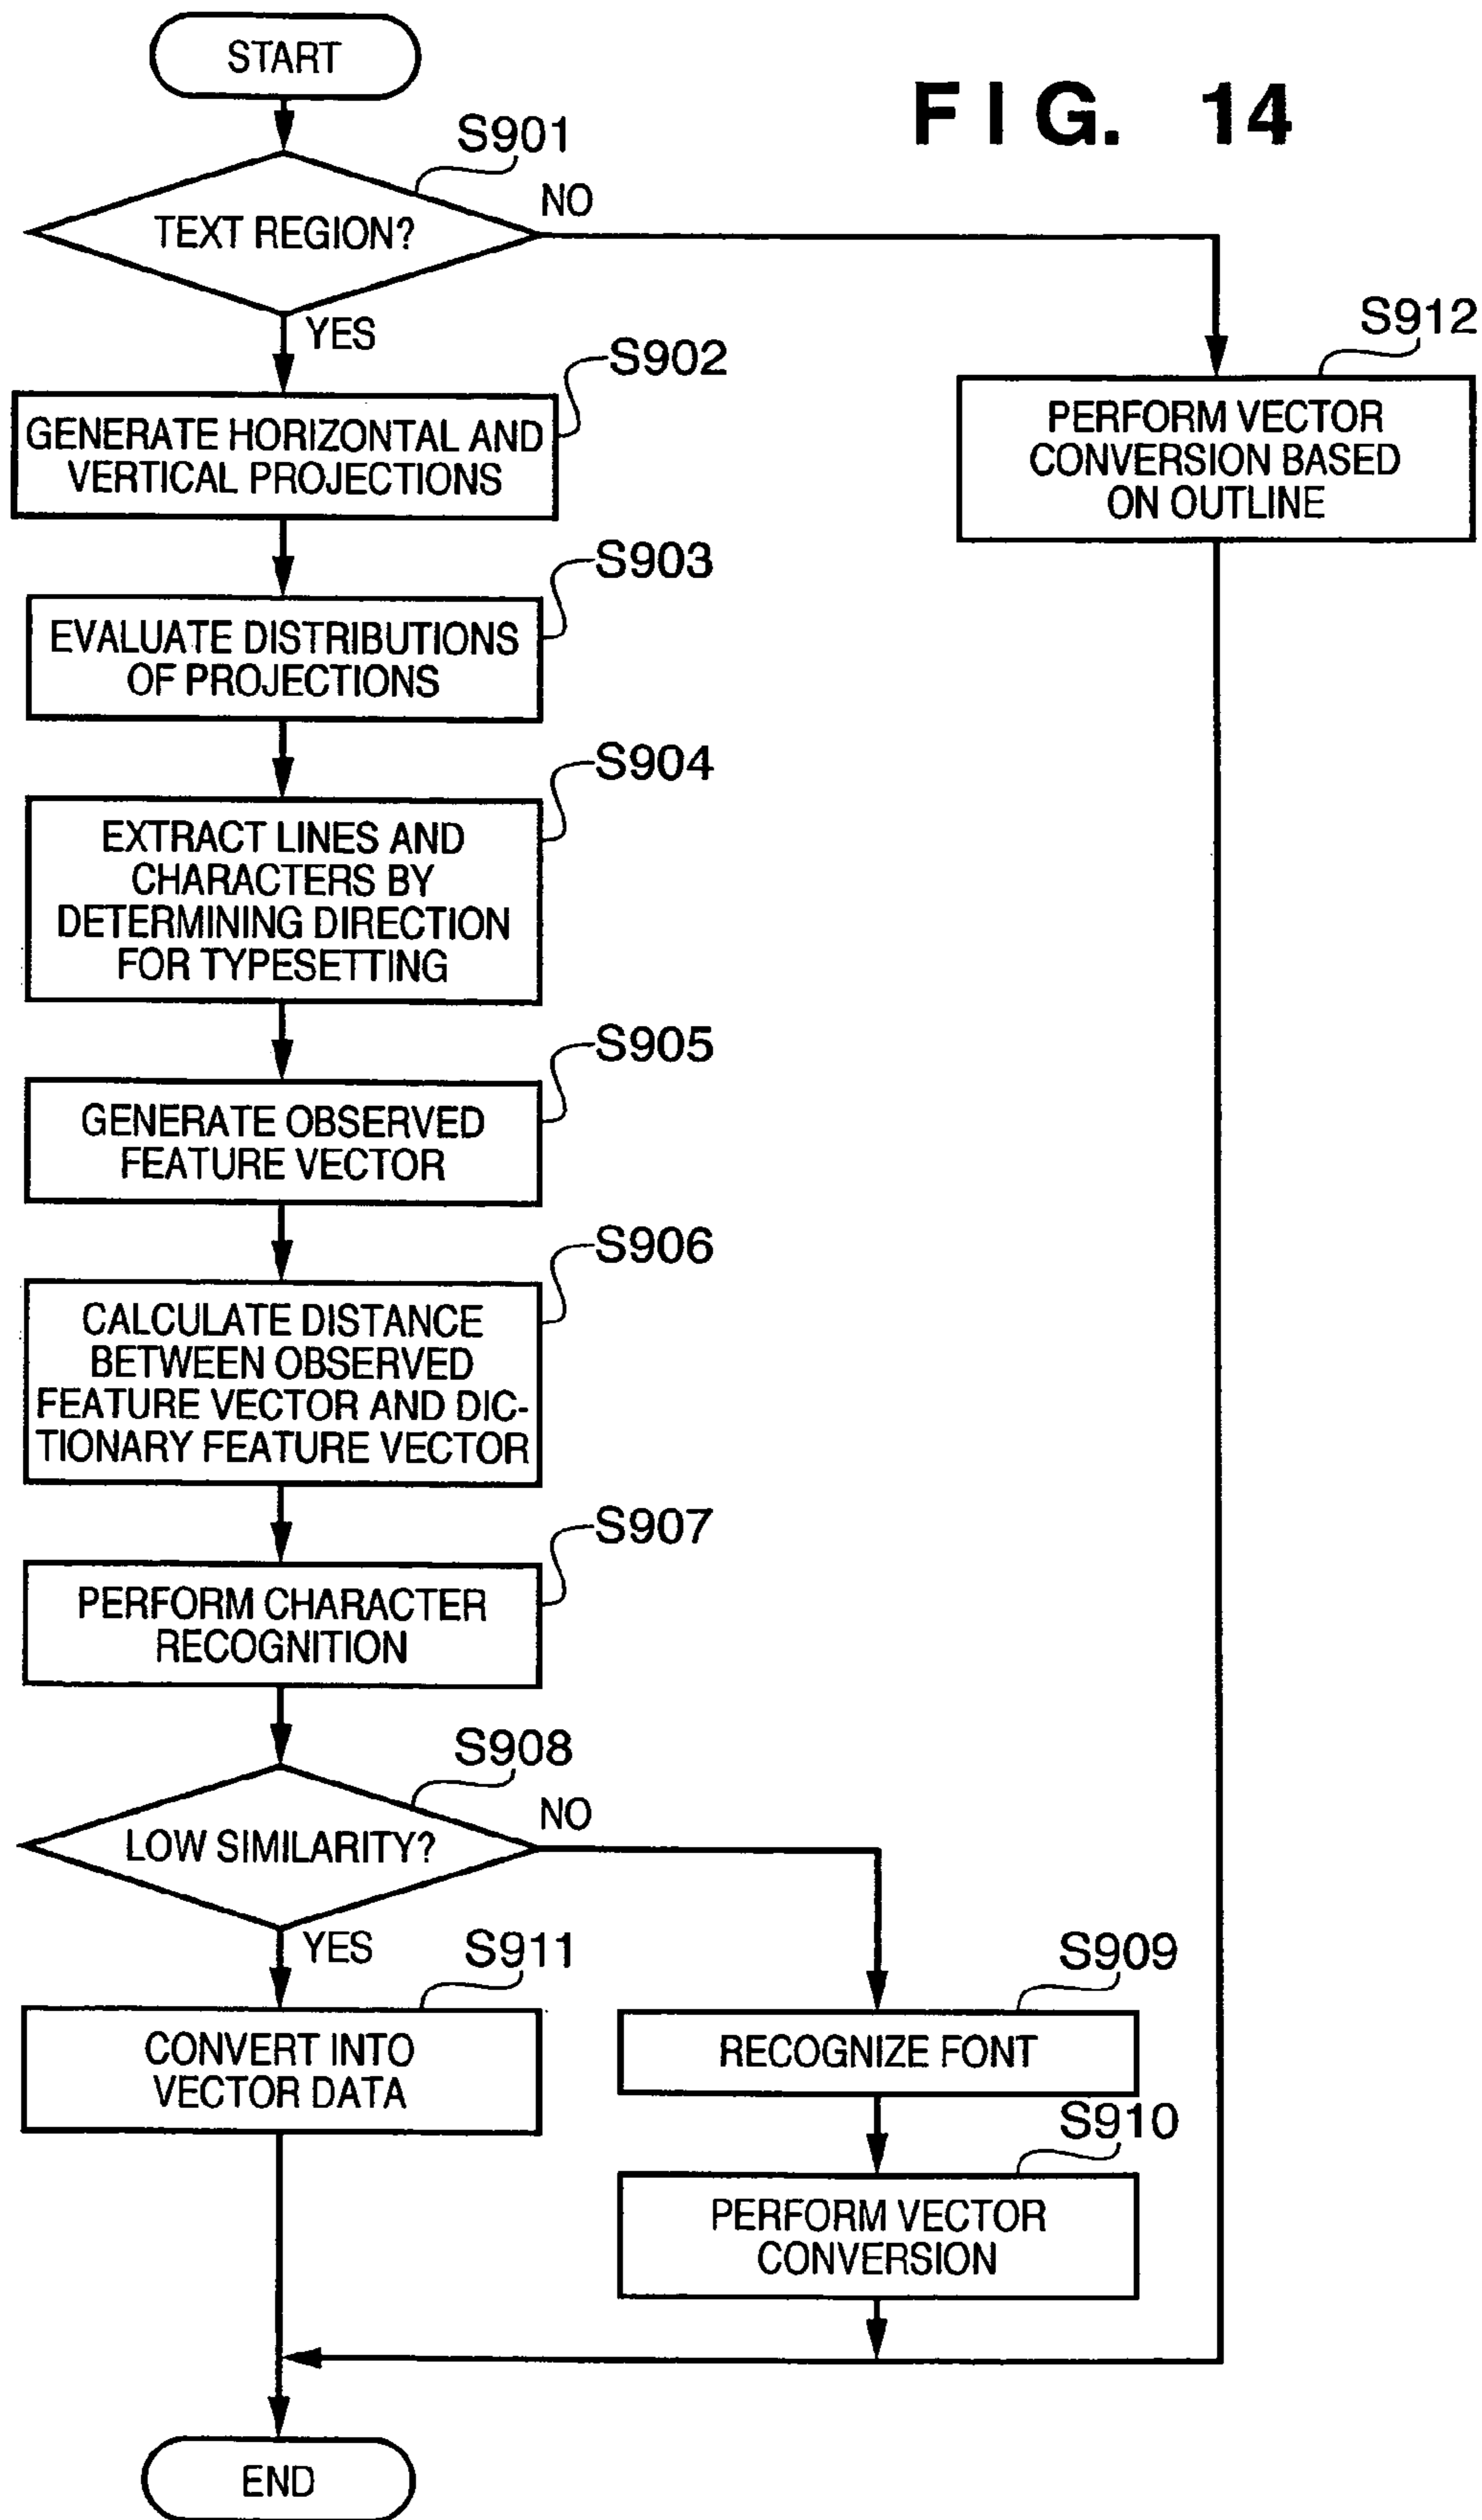 START
FIG. 14
S901
TEXT REGION?
NO
YES
S902
GENERATE HORIZONTAL AND
VERTICAL PROJECTIONS
S912
PERFORM VECTOR
CONVERSION BASED
ON OUTLINE
S903
EVALUATE DISTRIBUTIONS
OF PROJECTIONS
S904
EXTRACT LINES AND
CHARACTERS BY
DETERMINING DIRECTION
FOR TYPESETTING
S905
GENERATE OBSERVED
FEATURE VECTOR
S906
CALCULATE DISTANCE
BETWEEN OBSERVED
FEATURE VECTOR AND DIC-
TIONARY FEATURE VECTOR
S907
PERFORM CHARACTER
RECOGNITION
S908
LOW SIMILARITY?
NO
YES
S911
CONVERT INTO
VECTOR DATA
S909
RECOGNIZE FONT
S910
PERFORM VECTOR
CONVERSION
END